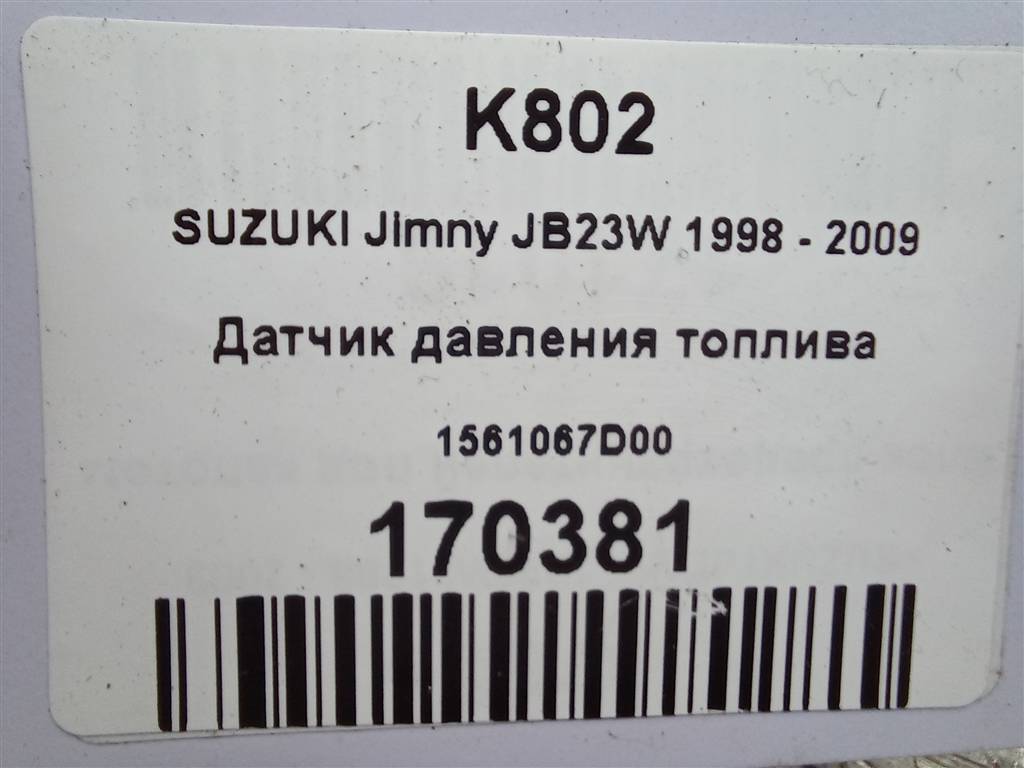 K802
SUZUKI Jimny JB23W 1998 - 2009
Датчик давления топлива
1561067D00
170381